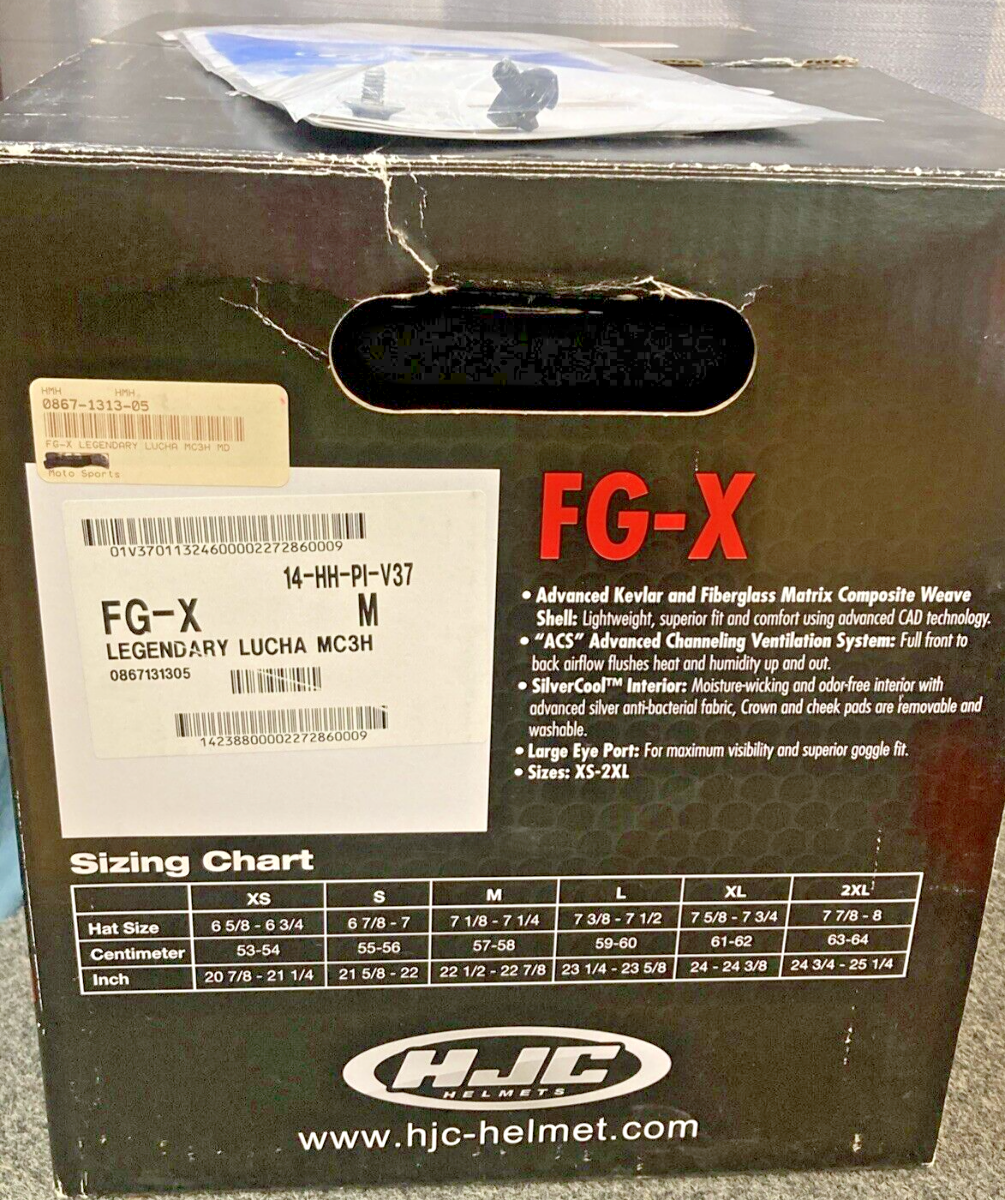 HMH HMH.
0867-1313-05
FG-X LEGENDARY LUCHA MC3H MD
Moto Sports
01V37011324600002272860009
14-HH-PI-V37
FG-X M
LEGENDARY LUCHA MC3H
0867131305
14238800002272860009
FG-X
• Advanced Kevlar and Fiberglass Matrix Composite Weave
Shell: Lightweight, superior fit and comfort using advanced CAD technology.
• “ACS” Advanced Channeling Ventilation System: Full front to
back airflow flushes heat and humidity up and out.
• SilverCool™ Interior: Moisture-wicking and odor-free interior with
advanced silver anti-bacterial fabric, Crown and cheek pads are removable and
washable.
• Large Eye Port: For maximum visibility and superior goggle fit.
• Sizes: XS-2XL
Sizing Chart
XS S M L XL 2XL
Hat Size 6 5/8 - 6 3/4 6 7/8 - 7 7 1/8 - 7 1/4 7 3/8 - 7 1/2 7 5/8 - 7 3/4 7 7/8 - 8
Centimeter 53-54 55-56 57-58 59-60 61-62 63-64
Inch 20 7/8 - 21 1/4 21 5/8 - 22 22 1/2 - 22 7/8 23 1/4 - 23 5/8 24 - 24 3/8 24 3/4 - 25 1/4
HJC
HELMETS
www.hjc-helmet.com